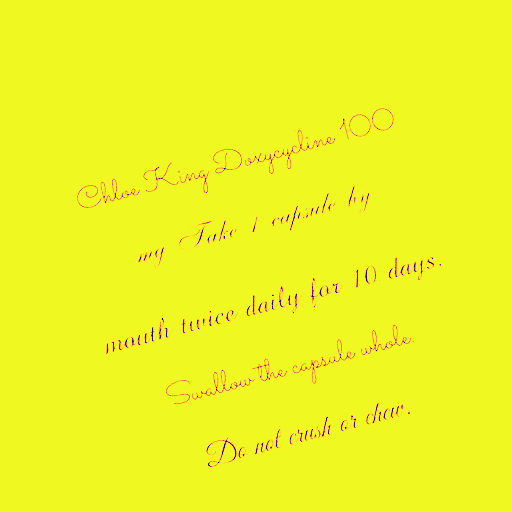 Chloe King Doxycycline 100
mg Take 1 capsule by
mouth twice daily for 10 days.
Swallow the capsule whole.
Do not crush or chew.